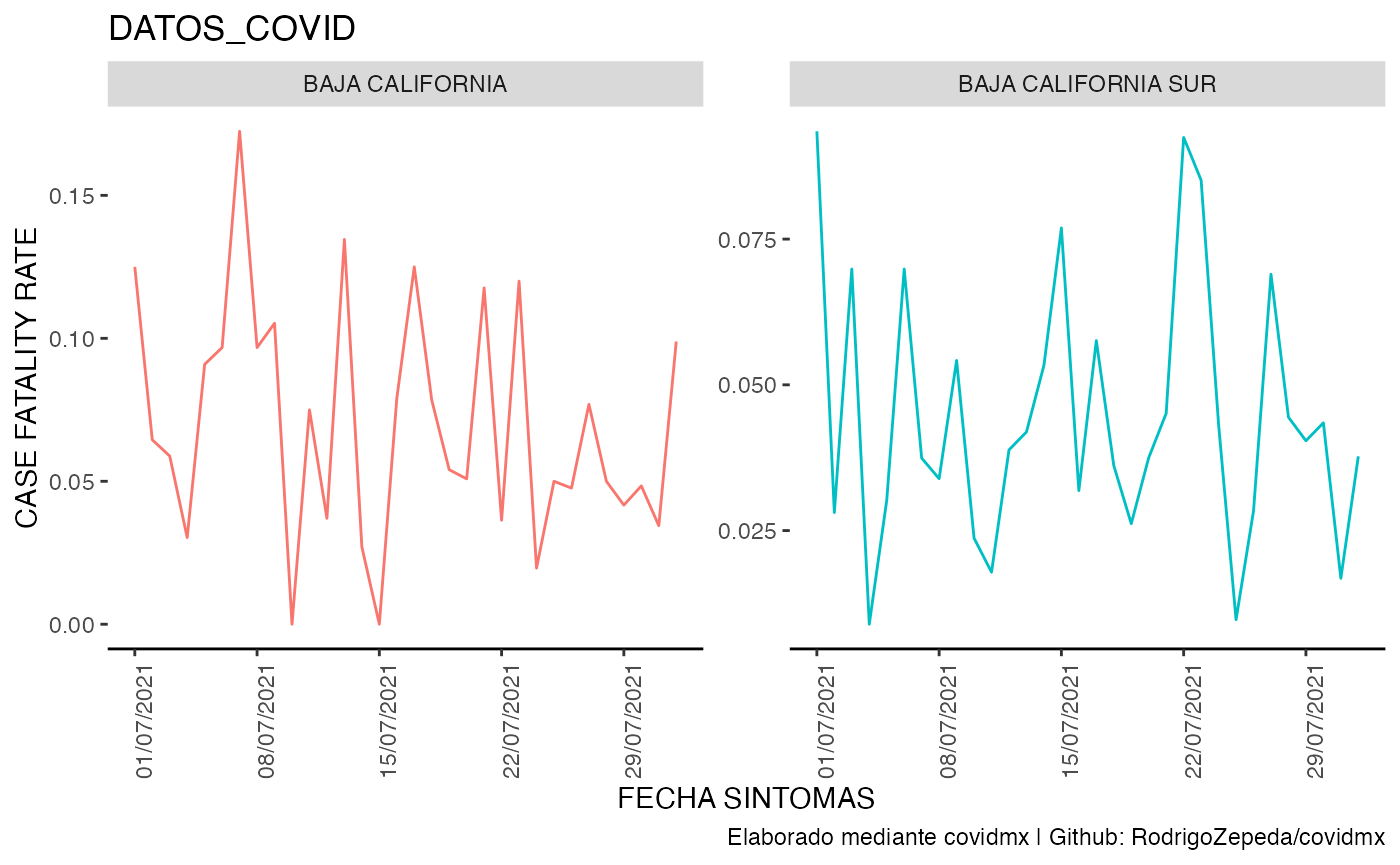 DATOS_COVID
BAJA CALIFORNIA
BAJA CALIFORNIA SUR
CASE FATALITY RATE
0.15
0.10
0.05
0.00
0.075
0.050
0.025
01/07/2021
08/07/2021
15/07/2021
22/07/2021
29/07/2021
01/07/2021
08/07/2021
15/07/2021
22/07/2021
29/07/2021
FECHA SINTOMAS
Elaborado mediante covidmx | Github: RodrigoZepeda/covidmx